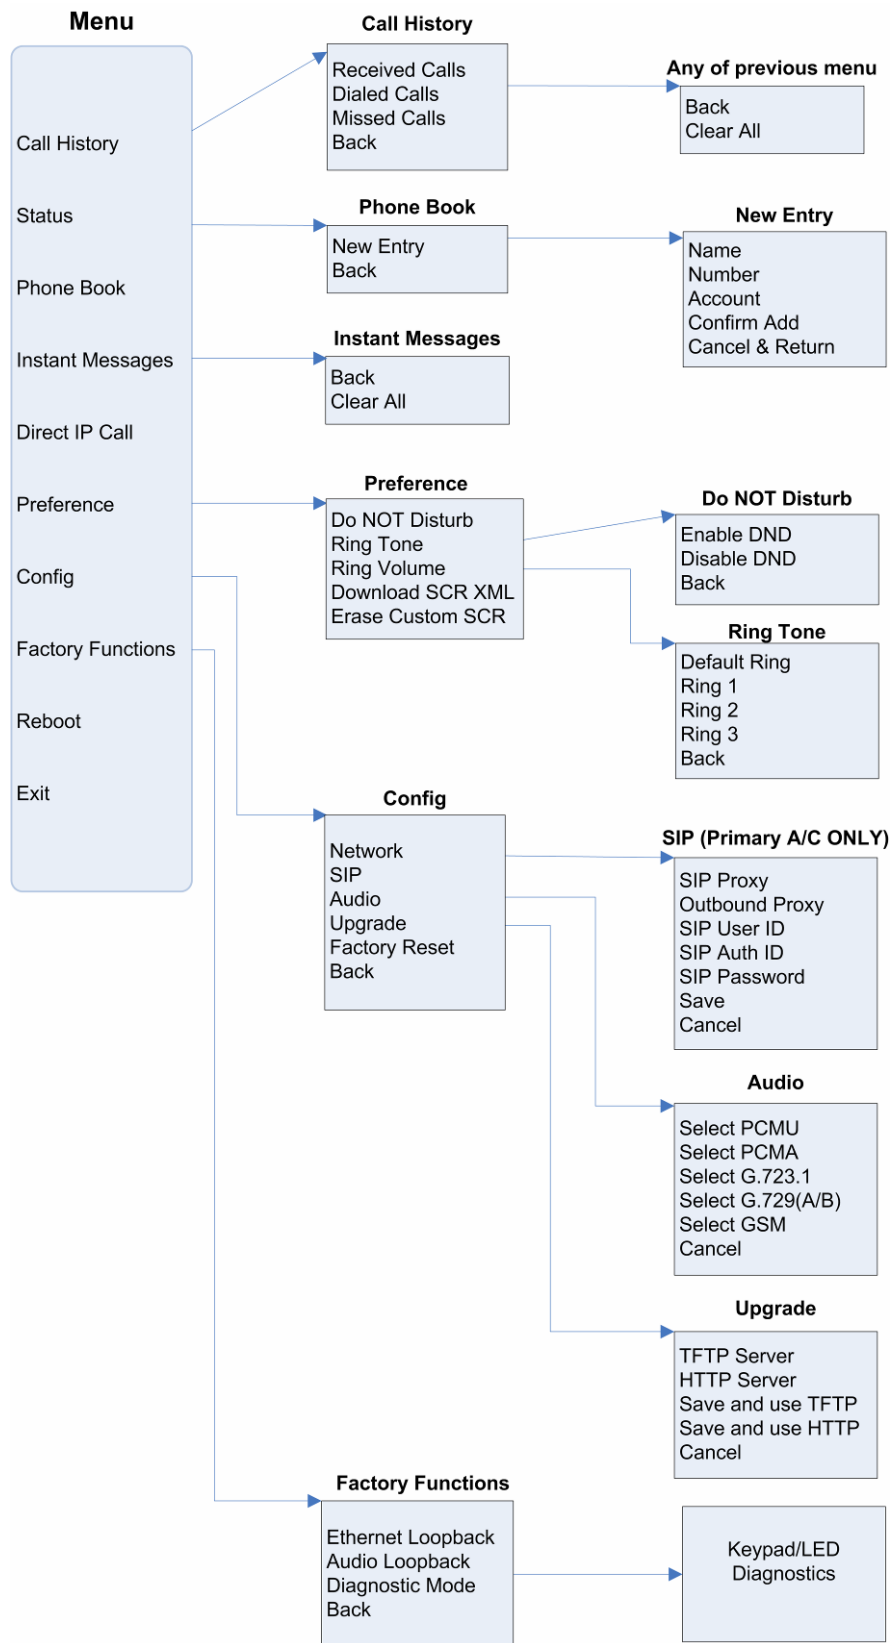 Menu
Call History
Status
Phone Book
Instant Messages
Direct IP Call
Preference
Config
Factory Functions
Reboot
Exit
Call History
Received Calls
Dialed Calls
Missed Calls
Back
Any of previous menu
Back
Clear All
Phone Book
New Entry
Back
New Entry
Name
Number
Account
Confirm Add
Cancel & Return
Instant Messages
Back
Clear All
Preference
Do NOT Disturb
Ring Tone
Ring Volume
Download SCR XML
Erase Custom SCR
Do NOT Disturb
Enable DND
Disable DND
Back
Ring Tone
Default Ring
Ring 1
Ring 2
Ring 3
Back
Config
Network
SIP
Audio
Upgrade
Factory Reset
Back
SIP (Primary A/C ONLY)
SIP Proxy
Outbound Proxy
SIP User ID
SIP Auth ID
SIP Password
Save
Cancel
Audio
Select PCMU
Select PCMA
Select G.723.1
Select G.729(A/B)
Select GSM
Cancel
Upgrade
TFTP Server
HTTP Server
Save and use TFTP
Save and use HTTP
Cancel
Factory Functions
Ethernet Loopback
Audio Loopback
Diagnostic Mode
Back
Keypad/LED
Diagnostics